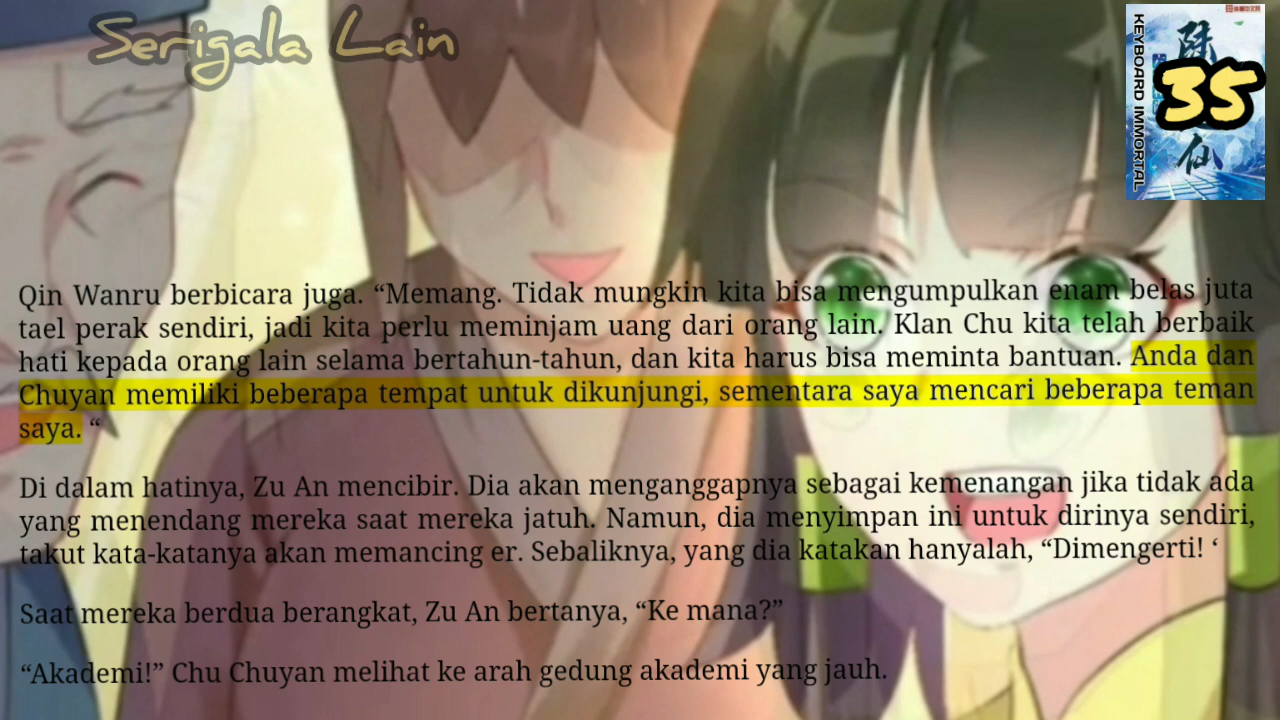 Serigala Lain
KEYBOARD IMMORTAL
35
陆
仙
Qin Wanru berbicara juga. “Memang. Tidak mungkin kita bisa mengumpulkan enam belas juta
tael perak sendiri, jadi kita perlu meminjam uang dari orang lain. Klan Chu kita telah berbaik
hati kepada orang lain selama bertahun-tahun, dan kita harus bisa meminta bantuan. Anda dan
Chuyan memiliki beberapa tempat untuk dikunjungi, sementara saya mencari beberapa teman
saya. “
Di dalam hatinya, Zu An mencibir. Dia akan menganggapnya sebagai kemenangan jika tidak ada
yang menendang mereka saat mereka jatuh. Namun, dia menyimpan ini untuk dirinya sendiri,
takut kata-katanya akan memancing er. Sebaliknya, yang dia katakan hanyalah, “Dimengerti! ‘
Saat mereka berdua berangkat, Zu An bertanya, “Ke mana?”
“Akademi!” Chu Chuyan melihat ke arah gedung akademi yang jauh.